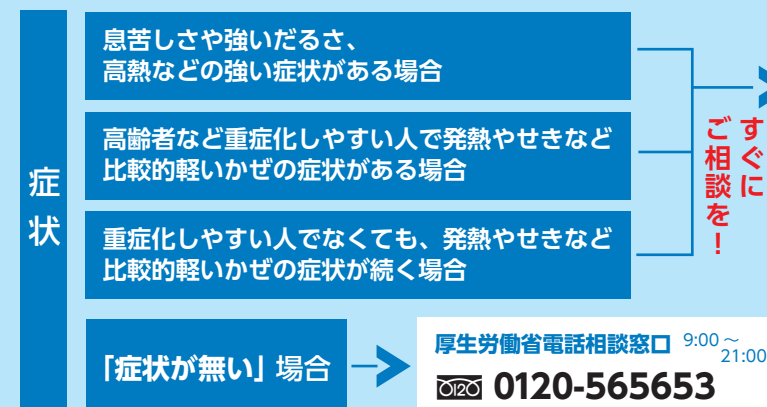 症状
息苦しさや強いだるさ、
高熱などの強い症状がある場合
高齢者など重症化しやすい人で発熱やせきなど
比較的軽いかぜの症状がある場合
重症化しやすい人でなくても、発熱やせきなど
比較的軽いかぜの症状が続く場合
すぐに
ご相談を！
「症状が無い」場合
厚生労働省電話相談窓口 9:00～21:00
0120 0120-565653